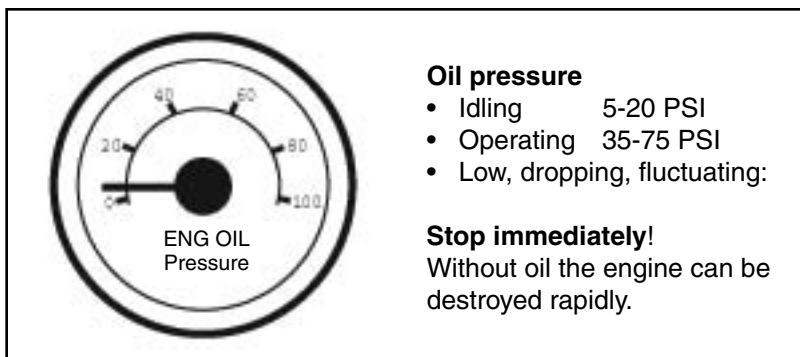 40 60
20 80
0 100
ENG OIL
Pressure
Oil pressure
• Idling 5-20 PSI
• Operating 35-75 PSI
• Low, dropping, fluctuating:
Stop immediately!
Without oil the engine can be
destroyed rapidly.